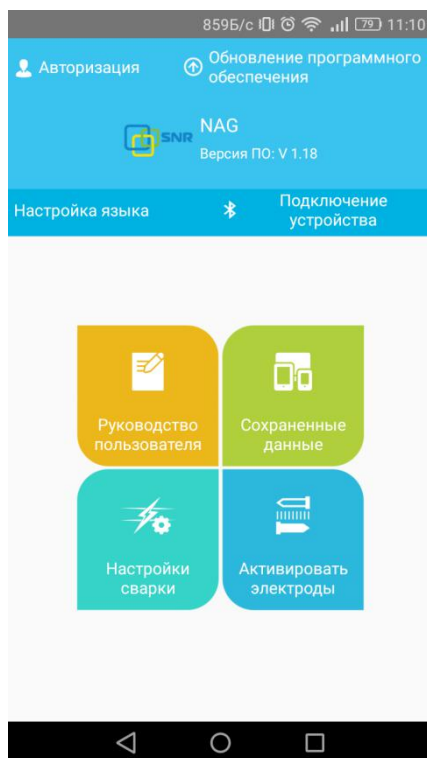 859Б/с 79 11:10
Авторизация
Обновление программного
обеспечения
SNR
NAG
Версия ПО: V 1.18
Настройка языка
Подключение
устройства
Руководство
пользователя
Сохраненные
данные
Настройки
сварки
Активировать
электроды